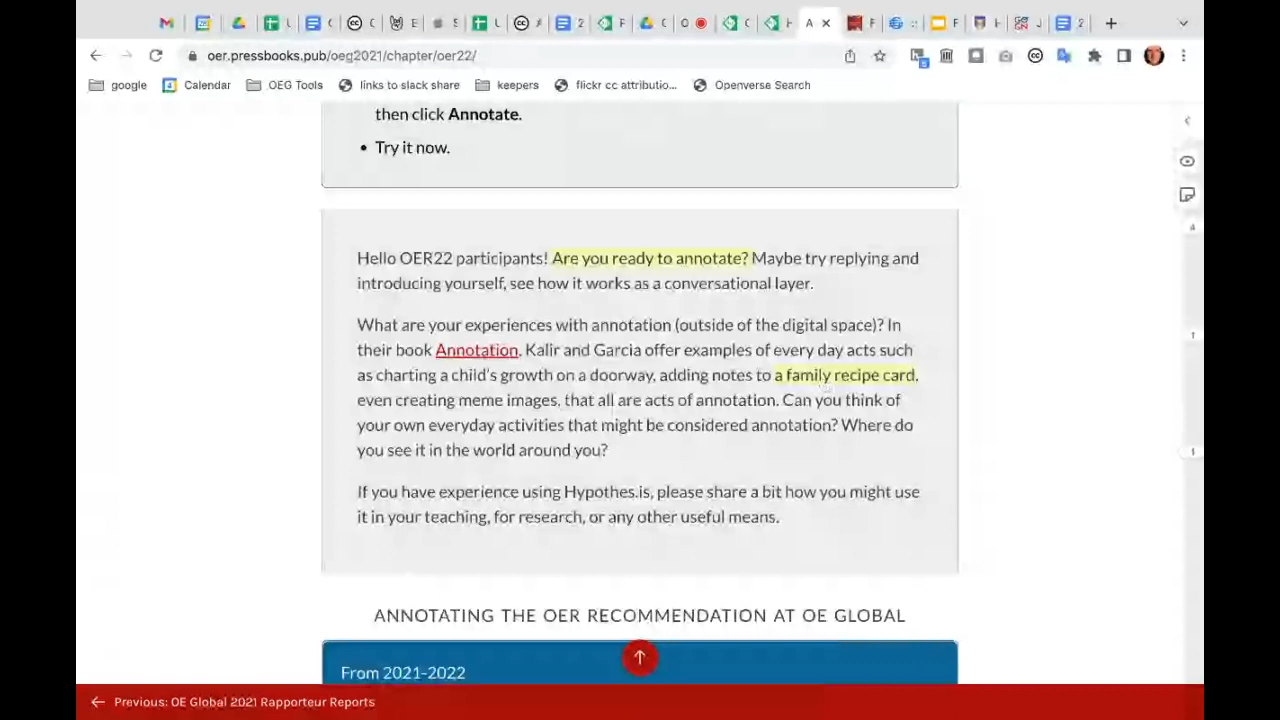 oer.pressbooks.pub/oeg2021/chapter/oer22/
google
Calendar
OEG Tools
links to slack share
keepers
flickr cc attributio...
Openverse Search
then click Annotate.
• Try it now.
Hello OER22 participants! Are you ready to annotate? Maybe try replying and
introducing yourself, see how it works as a conversational layer.
What are your experiences with annotation (outside of the digital space)? In
their book Annotation, Kalir and Garcia offer examples of every day acts such
as charting a child's growth on a doorway, adding notes to a family recipe card,
even creating meme images, that all are acts of annotation. Can you think of
your own everyday activities that might be considered annotation? Where do
you see it in the world around you?
If you have experience using Hypothes.is, please share a bit how you might use
it in your teaching, for research, or any other useful means.
ANNOTATING THE OER RECOMMENDATION AT OE GLOBAL
From 2021-2022
← Previous: OE Global 2021 Rapporteur Reports